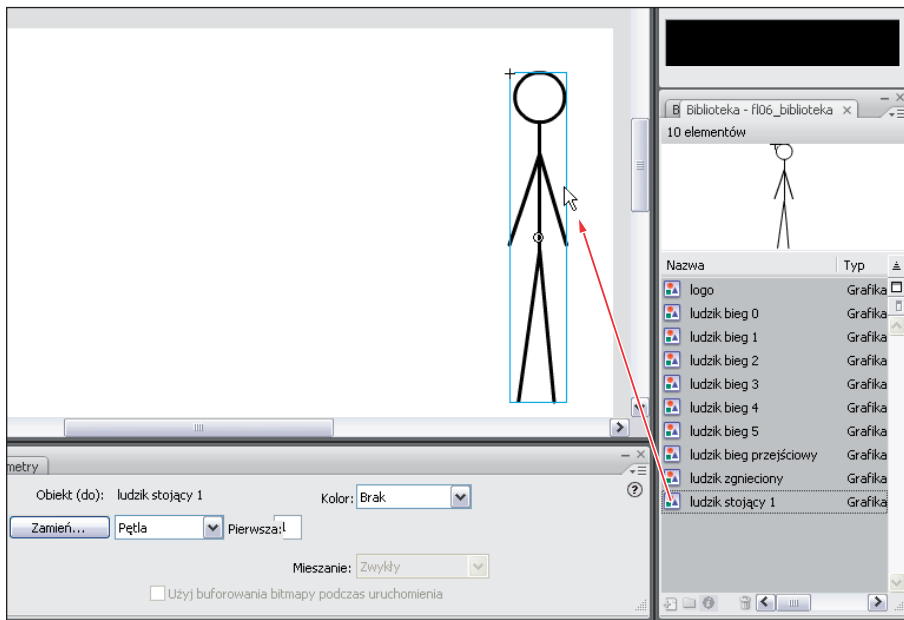 B Biblioteka - fl06_biblioteka
10 elementów
Nazwa Typ
logo Grafika
ludzik bieg 0 Grafika
ludzik bieg 1 Grafika
ludzik bieg 2 Grafika
ludzik bieg 3 Grafika
ludzik bieg 4 Grafika
ludzik bieg 5 Grafika
ludzik bieg przejściowy Grafika
ludzik zgnieciony Grafika
ludzik stojący 1 Grafika
metry
Obiekt (do): ludzik stojący 1 Kolor: Brak
Zamień... Pętla Pierwsza: 1
Mieszanie: Zwykły
Użyj buforowania bitmapy podczas uruchomienia